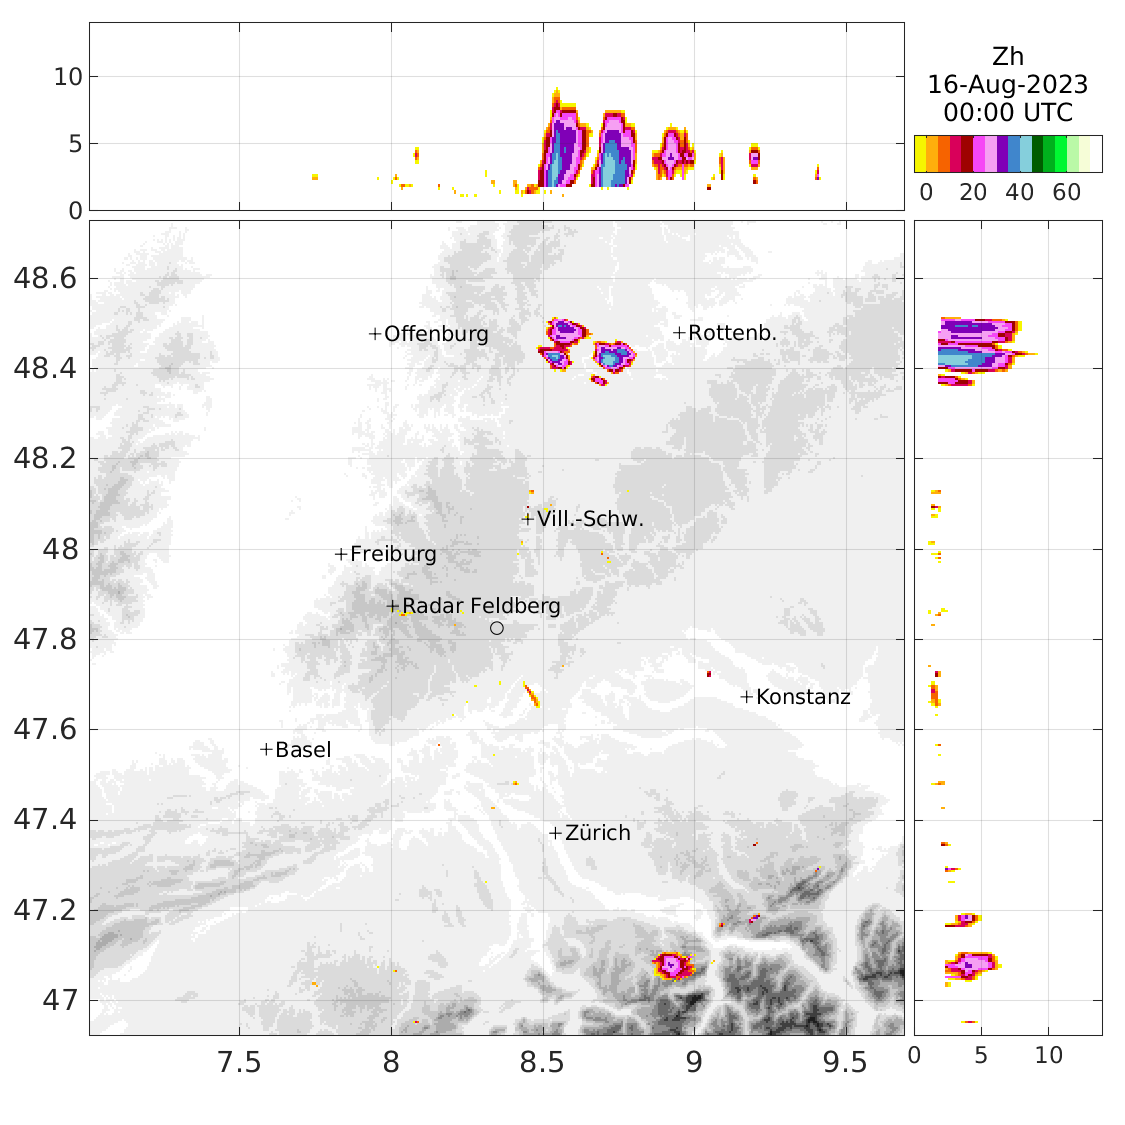 Zh
16-Aug-2023
00:00 UTC
0 20 40 60
10
5
0
48.6
48.4
48.2
48
47.8
47.6
47.4
47.2
47
Offenburg
Rottenb.
Vill.-Schw.
Freiburg
Radar Feldberg
Konstanz
Basel
Zürich
7.5 8 8.5 9 9.5
0 5 10